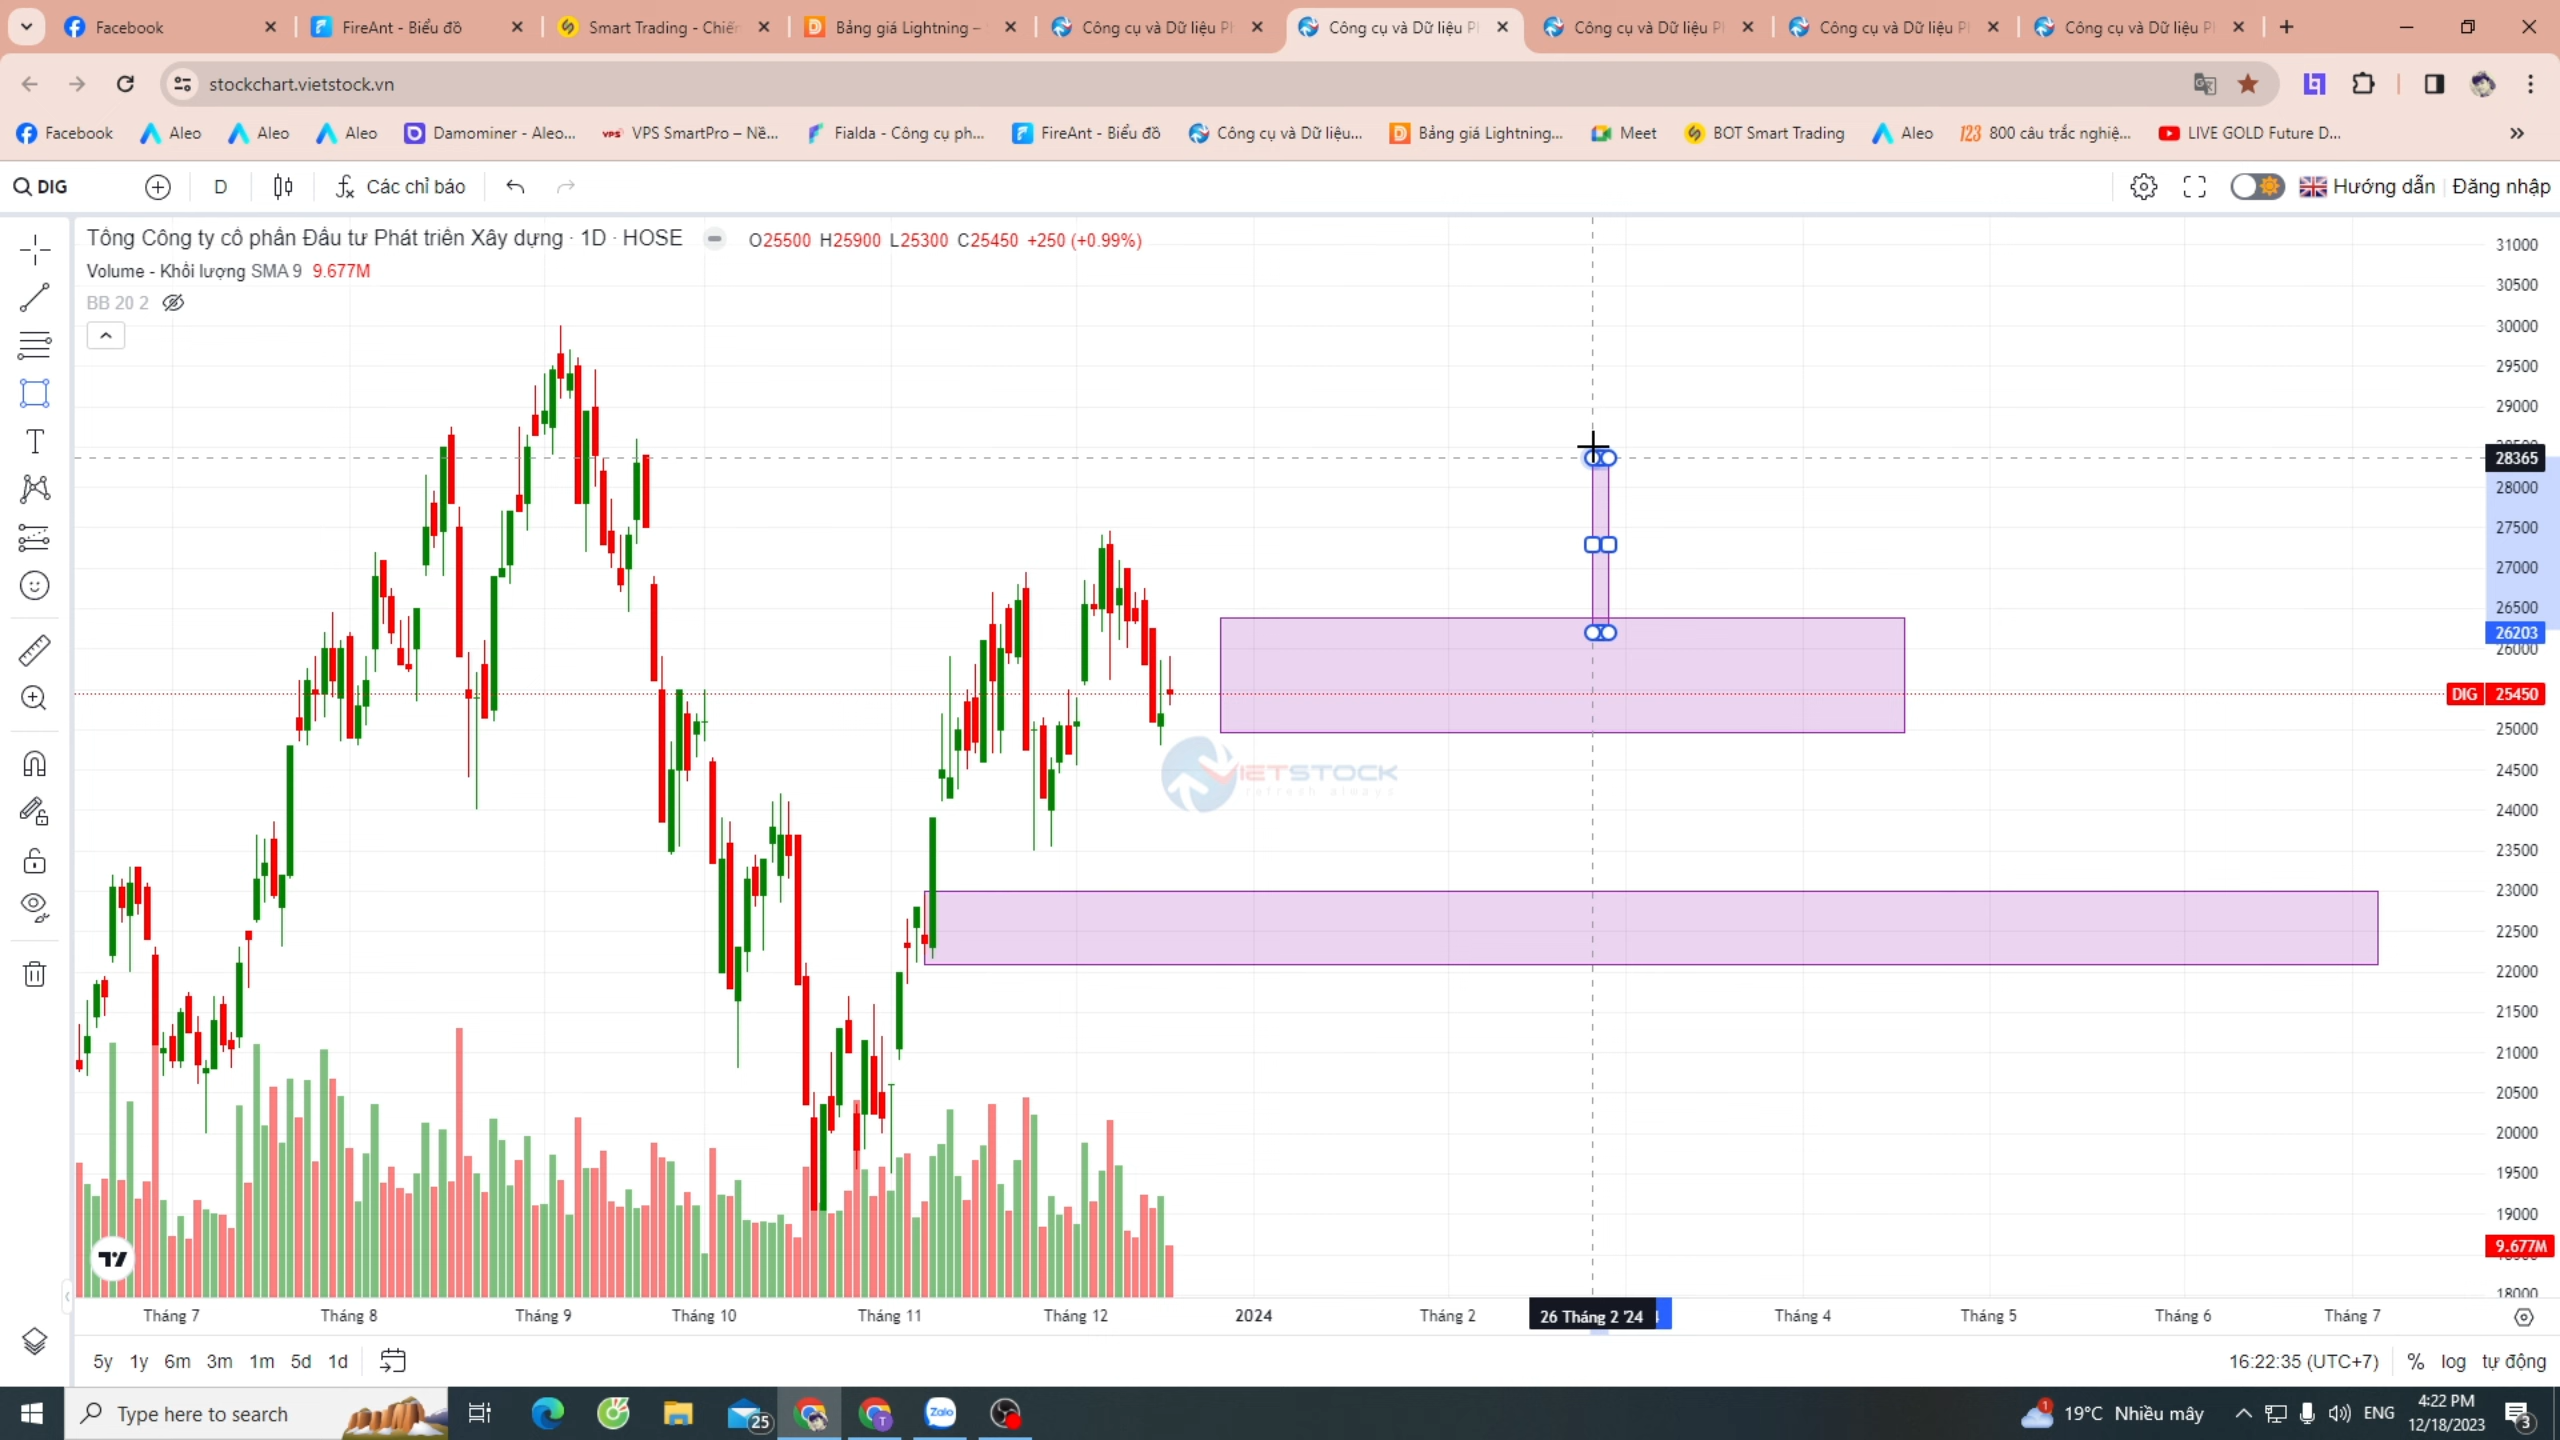 Facebook
FireAnt - Biểu đồ
Smart Trading - Chiến
Bảng giá Lightning –
Công cụ và Dữ liệu Ph
Công cụ và Dữ liệu P
Công cụ và Dữ liệu P
Công cụ và Dữ liệu P
Công cụ và Dữ liệu P
stockchart.vietstock.vn
Facebook
Aleo
Aleo
Aleo
Damominer - Aleo...
VPS SmartPro – Nề...
Fialda - Công cụ ph...
FireAnt - Biểu đồ
Công cụ và Dữ liệu...
Bảng giá Lightning...
Meet
BOT Smart Trading
Aleo
123 800 câu trắc nghiệ...
LIVE GOLD Future D...
DIG
D
Các chỉ báo
Hướng dẫn
Đăng nhập
Tổng Công ty cổ phần Đầu tư Phát triển Xây dựng · 1D · HOSE
O25500 H25900 L25300 C25450 +250 (+0.99%)
Volume - Khối lượng SMA 9 9.677M
BB 20 2
31000
30500
30000
29500
29000
28365
28000
27500
27000
26500
26203
26000
DIG 25450
25000
24500
24000
23500
23000
22500
22000
21500
21000
20500
20000
19500
19000
9.677M
18000
VIETSTOCK
refresh always
Tháng 7
Tháng 8
Tháng 9
Tháng 10
Tháng 11
Tháng 12
2024
Tháng 2
26 Tháng 2 '24
Tháng 4
Tháng 5
Tháng 6
Tháng 7
5y 1y 6m 3m 1m 5d 1d
16:22:35 (UTC+7)
% log tự động
Type here to search
25
Zalo
T
1
19°C Nhiều mây
ENG
4:22 PM
12/18/2023
3